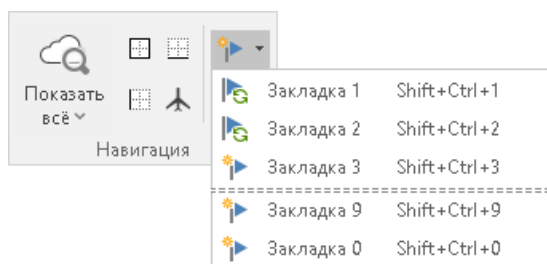 Показать
всё
Навигация
Закладка 1 Shift+Ctrl+1
Закладка 2 Shift+Ctrl+2
Закладка 3 Shift+Ctrl+3
Закладка 9 Shift+Ctrl+9
Закладка 0 Shift+Ctrl+0